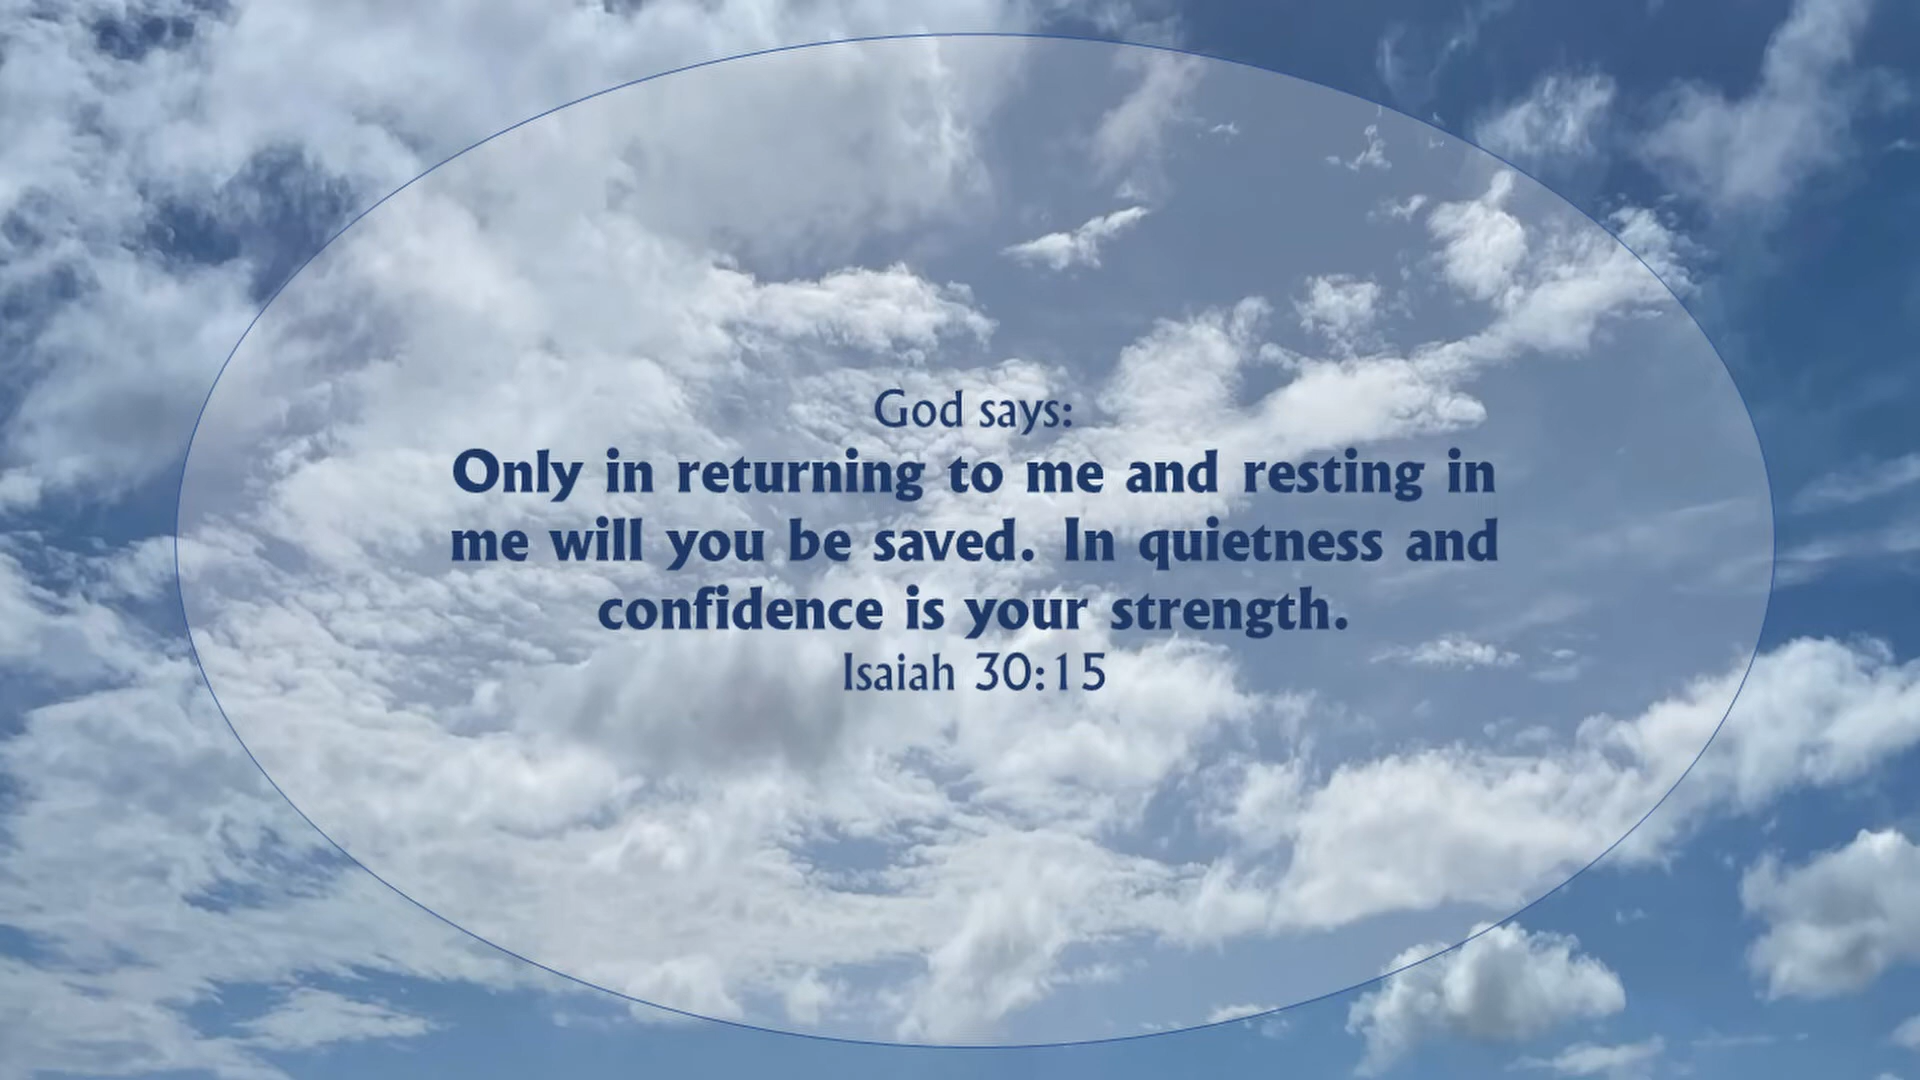 God says:
Only in returning to me and resting in
me will you be saved. In quietness and
confidence is your strength.
Isaiah 30:15